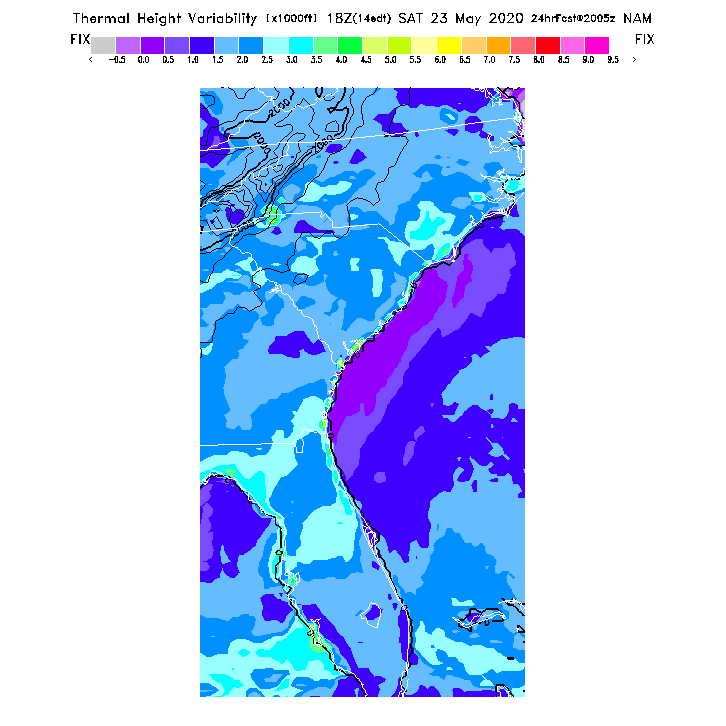 Thermal Height Variability [x1000ft] 18Z(14edt) SAT 23 May 2020 24hrFcst@2005z NAM
FIX FIX
< -0.5 0.0 0.5 1.0 1.5 2.0 2.5 3.0 3.5 4.0 4.5 5.0 5.5 6.0 6.5 7.0 7.5 8.0 8.5 9.0 9.5 >
2000
2000
2000